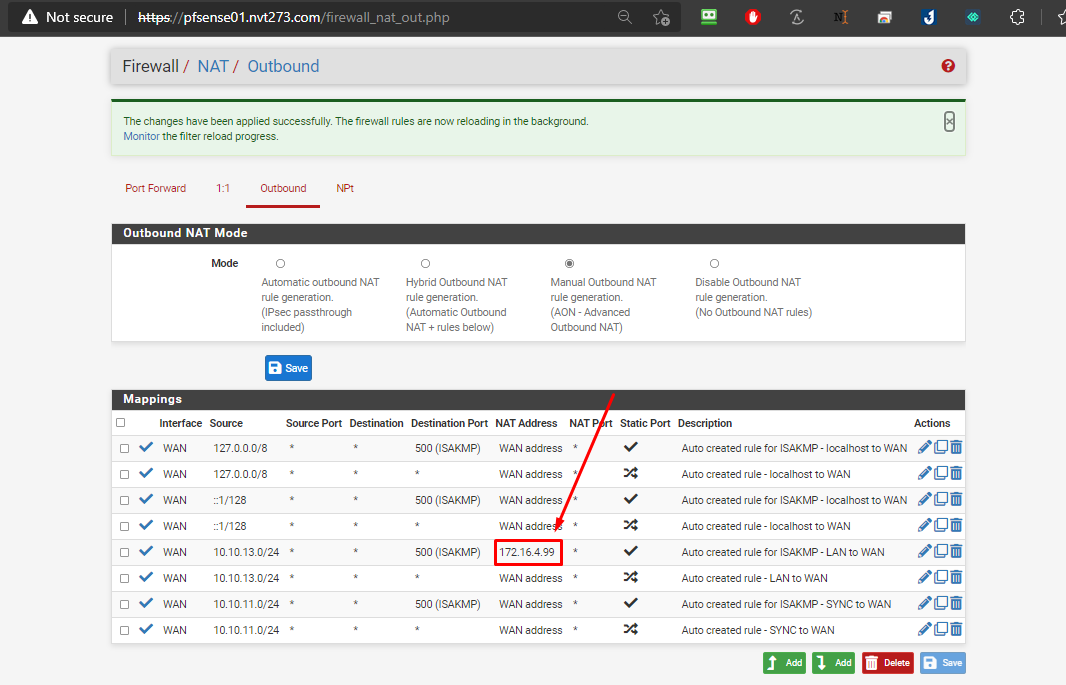 Not secure https://pfsense01.nvt273.com/firewall_nat_out.php
Firewall / NAT / Outbound
The changes have been applied successfully. The firewall rules are now reloading in the background.
Monitor the filter reload progress.
Port Forward 1:1 Outbound NPt
Outbound NAT Mode
Mode
Automatic outbound NAT
rule generation.
(IPsec passthrough
included)
Hybrid Outbound NAT
rule generation.
(Automatic Outbound
NAT + rules below)
Manual Outbound NAT
rule generation.
(AON - Advanced
Outbound NAT)
Disable Outbound NAT
rule generation.
(No Outbound NAT rules)
Save
Mappings
Interface Source Source Port Destination Destination Port NAT Address NAT Port Static Port Description Actions
WAN 127.0.0.0/8 * * 500 (ISAKMP) WAN address * Auto created rule for ISAKMP - localhost to WAN
WAN 127.0.0.0/8 * * * WAN address * Auto created rule - localhost to WAN
WAN ::1/128 * * 500 (ISAKMP) WAN address * Auto created rule for ISAKMP - localhost to WAN
WAN ::1/128 * * * WAN address * Auto created rule - localhost to WAN
WAN 10.10.13.0/24 * * 500 (ISAKMP) 172.16.4.99 * Auto created rule for ISAKMP - LAN to WAN
WAN 10.10.13.0/24 * * * WAN address * Auto created rule - LAN to WAN
WAN 10.10.11.0/24 * * 500 (ISAKMP) WAN address * Auto created rule for ISAKMP - SYNC to WAN
WAN 10.10.11.0/24 * * * WAN address * Auto created rule - SYNC to WAN
Add Add Delete Save